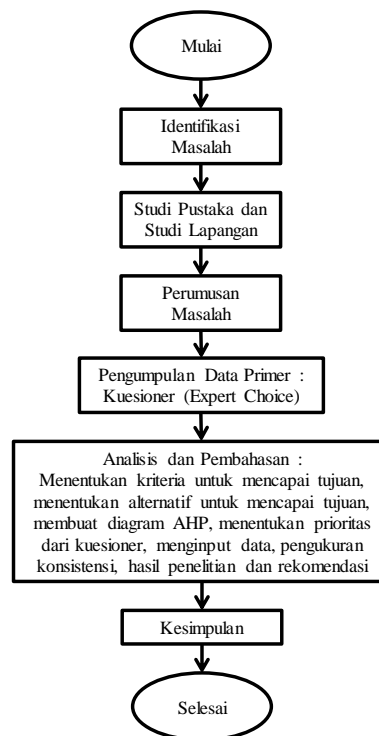 Mulai
Identifikasi
Masalah
Studi Pustaka dan
Studi Lapangan
Perumusan
Masalah
Pengumpulan Data Primer :
Kuesioner (Expert Choice)
Analisis dan Pembahasan :
Menentukan kriteria untuk mencapai tujuan,
menentukan alternatif untuk mencapai tujuan,
membuat diagram AHP, menentukan prioritas
dari kuesioner, menginput data, pengukuran
konsistensi, hasil penelitian dan rekomendasi
Kesimpulan
Selesai